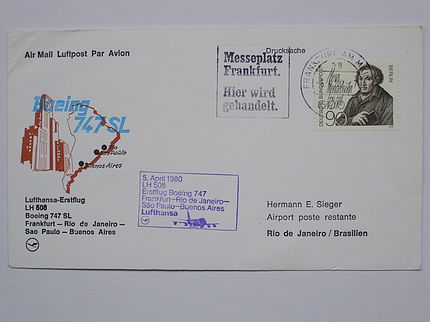 Air Mail Luftpost Par Avion
Drucksache
Messeplatz
Frankfurt.
Hier wird
gehandelt.
FRANKFURT AM M
BERLIN
90
Boeing
747 SL
Sao Paulo
Buenos Aires
5. April 1980
LH 508
Erstflug Boeing 747
Frankfurt—Rio de Janeiro—
São Paulo—Buenos Aires
Lufthansa
Lufthansa-Erstflug
LH 508
Boeing 747 SL
Frankfurt – Rio de Janeiro –
Sao Paulo – Buenos Aires
Hermann E. Sieger
Airport poste restante
Rio de Janeiro / Brasilien